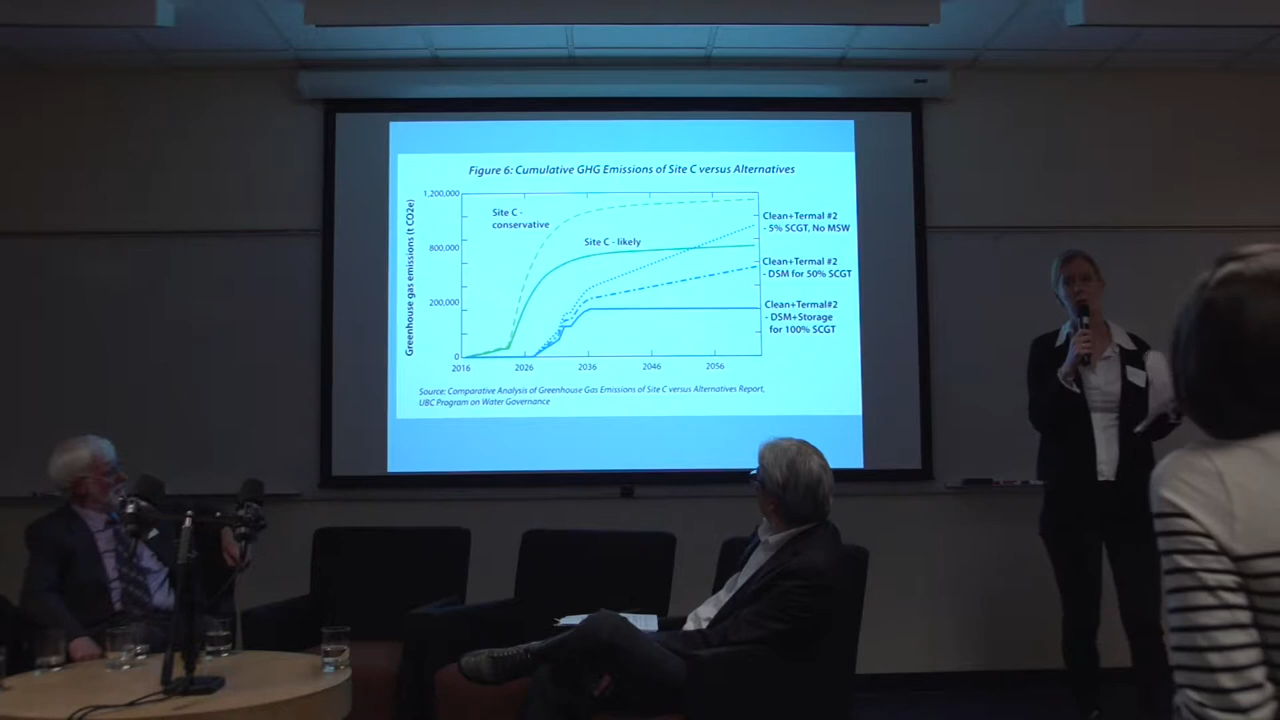 Figure 6: Cumulative GHG Emissions of Site C versus Alternatives
Greenhouse gas emissions (t CO2e)
1,200,000
800,000
200,000
0
2016
2026
2036
2046
2056
Site C -
conservative
Site C - likely
Clean+Termal #2
- 5% SCGT, No MSW
Clean+Termal #2
- DSM for 50% SCGT
Clean+Termal#2
- DSM+Storage
for 100% SCGT
Source: Comparative Analysis of Greenhouse Gas Emissions of Site C versus Alternatives Report,
UBC Program on Water Governance